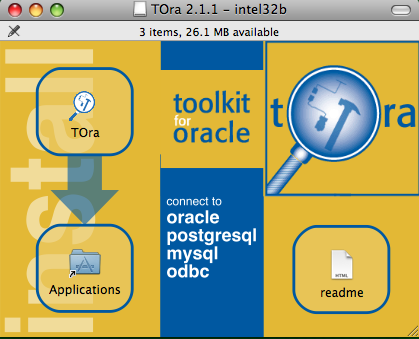 TOra 2.1.1 – intel32b
3 items, 26.1 MB available
install
TOra
Applications
toolkit
for
oracle
connect to
oracle
postgresql
mysql
odbc
t ra
HTML
readme